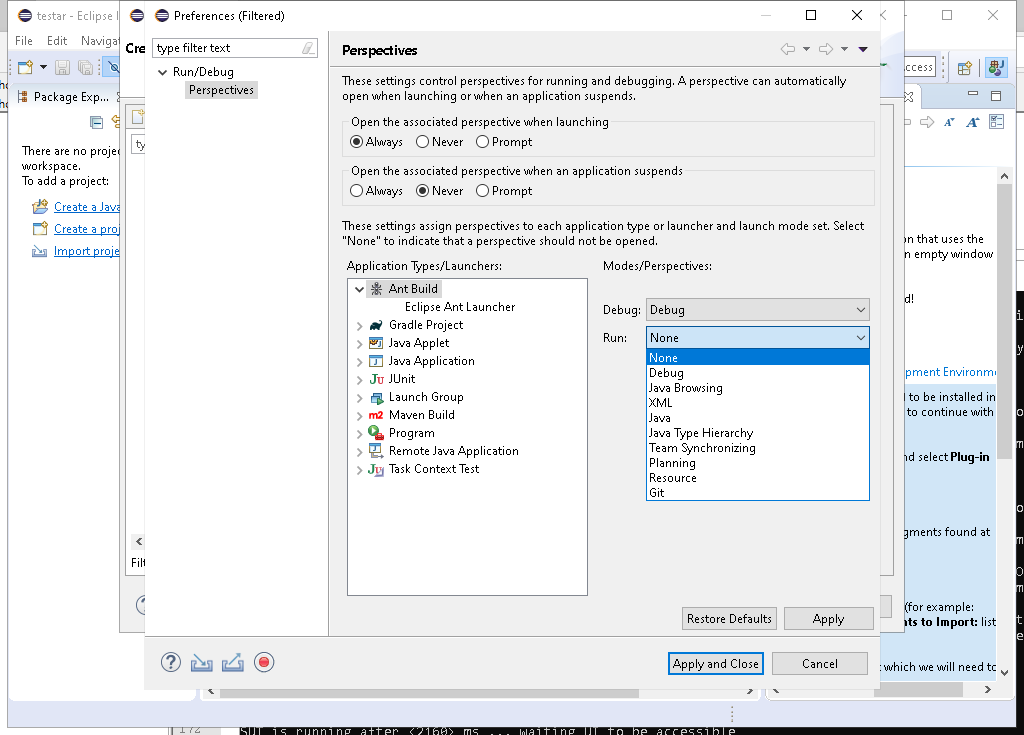 testar - Eclipse
Preferences (Filtered)
File Edit Navigat
Cre
type filter text
Run/Debug
Perspectives
Package Exp...
There are no projec
workspace.
To add a project:
Create a Java
Create a proj
Import proje
Filt
Perspectives
These settings control perspectives for running and debugging. A perspective can automatically
open when launching or when an application suspends.
Open the associated perspective when launching
Always Never Prompt
Open the associated perspective when an application suspends
Always Never Prompt
These settings assign perspectives to each application type or launcher and launch mode set. Select
"None" to indicate that a perspective should not be opened.
Application Types/Launchers:
Ant Build
Eclipse Ant Launcher
Gradle Project
Java Applet
Java Application
JUnit
Launch Group
Maven Build
Program
Remote Java Application
Task Context Test
Modes/Perspectives:
Debug: Debug
Run: None
None
Debug
Java Browsing
XML
Java
Java Type Hierarchy
Team Synchronizing
Planning
Resource
Git
Restore Defaults Apply
Apply and Close Cancel
ccess
on that uses the
n empty window
d!
pment Environme
l to be installed in
to continue with
nd select Plug-in
gments found at
(for example:
nts to Import: list
which we will need to
172
SUT is running after <2160> ms ... waiting UI to be accessible